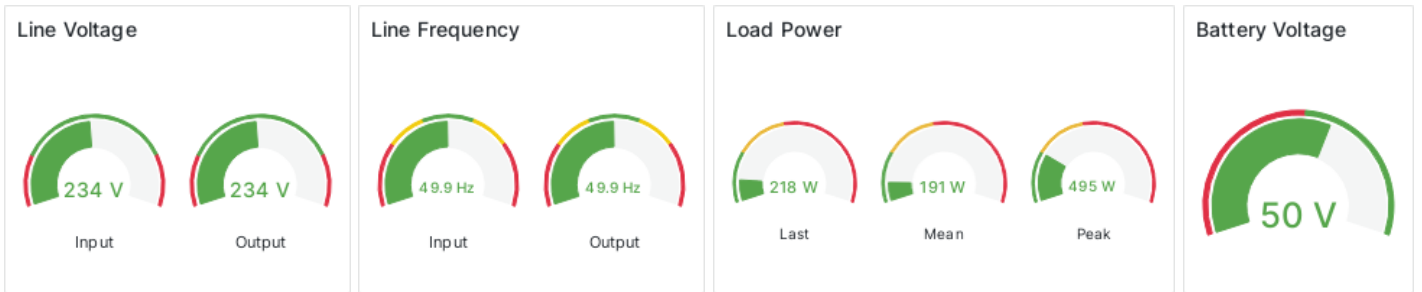 Line Voltage
234 V
Input
234 V
Output
Line Frequency
49.9 Hz
Input
49.9 Hz
Output
Load Power
218 W
Last
191 W
Mean
495 W
Peak
Battery Voltage
50 V